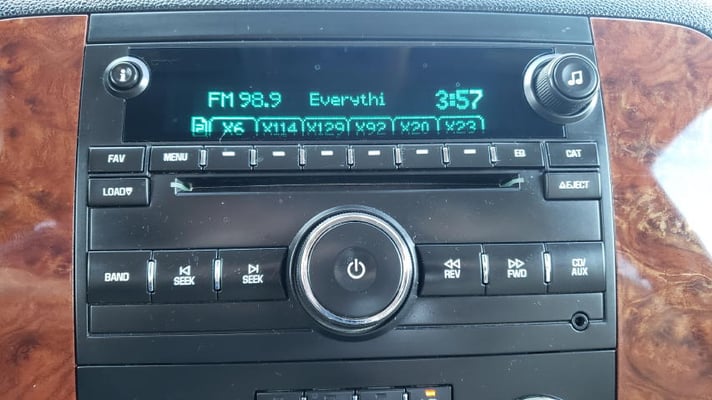 FM 98.9 Everythi 3:57
X6 X114 X129 X92 X20 X23
FAV MENU EQ CAT
LOAD EJECT
BAND SEEK SEEK REV FWD CD/
AUX